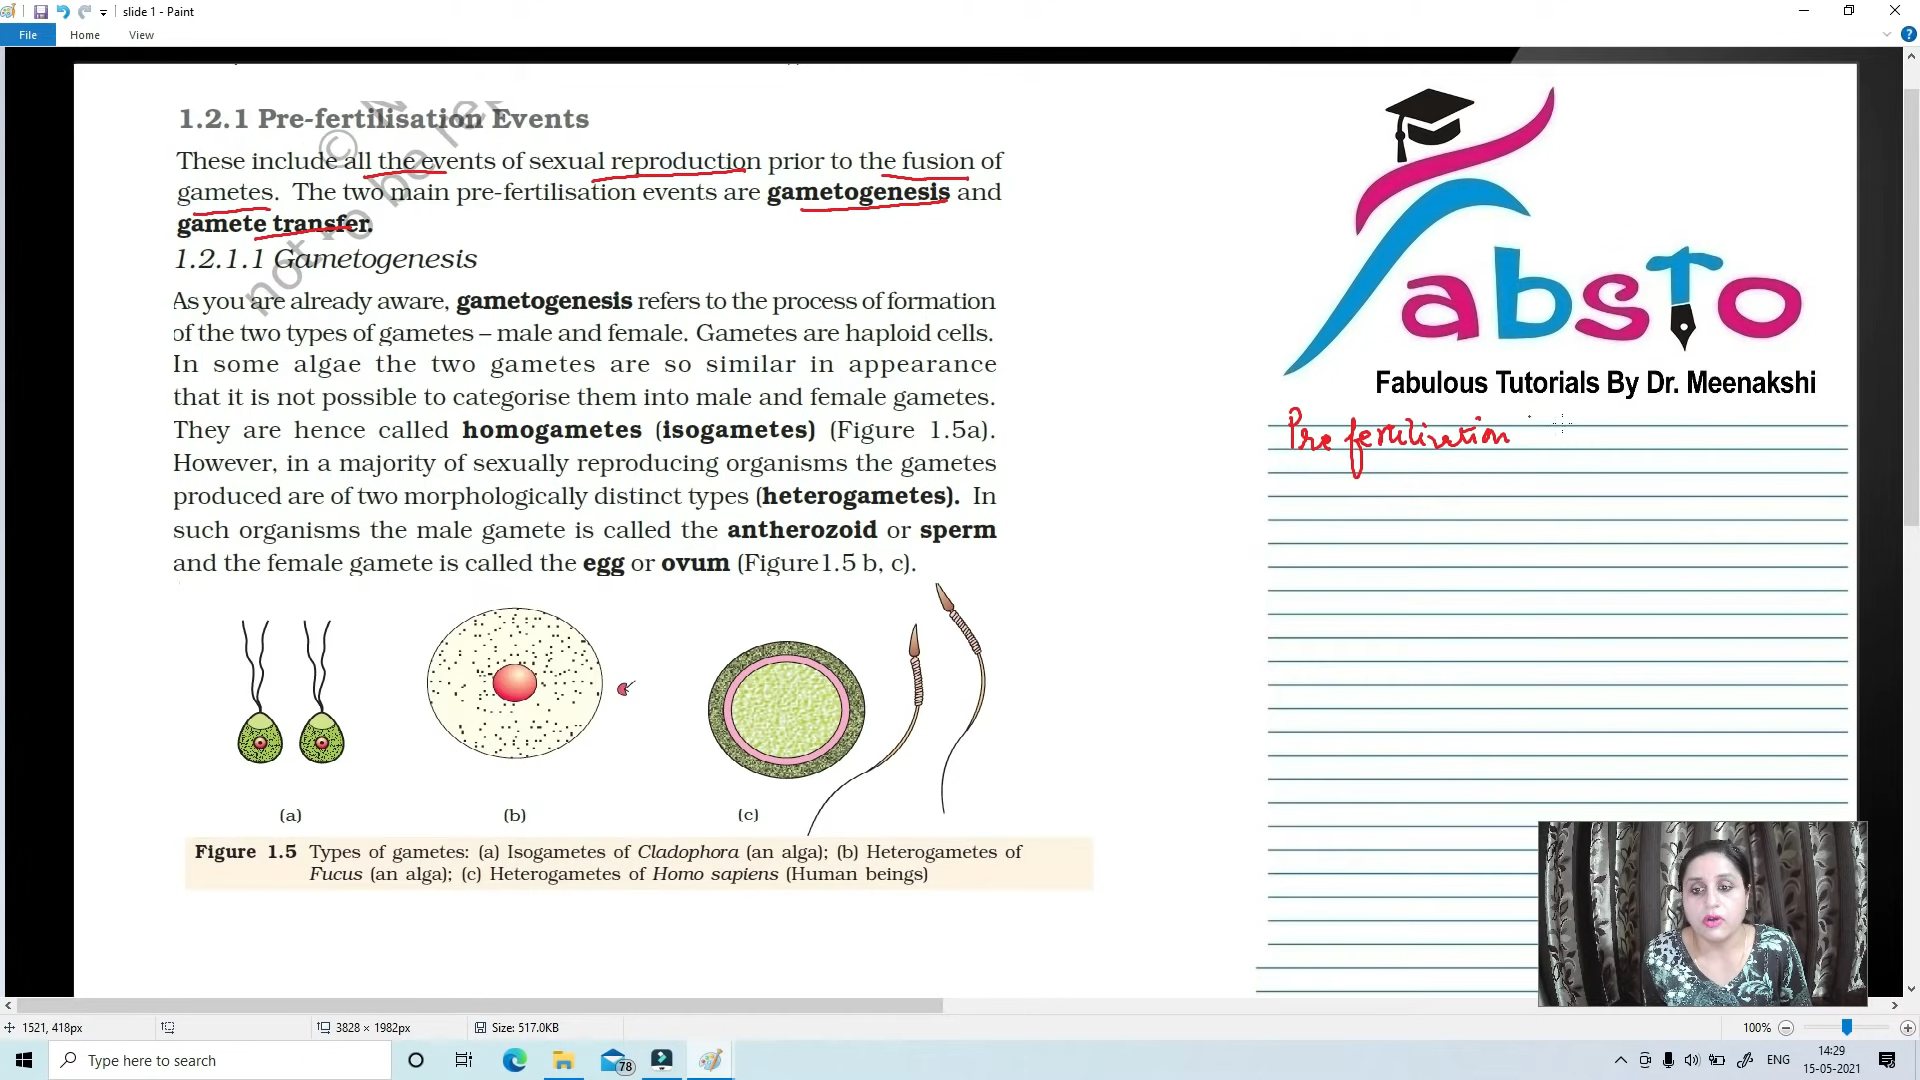 slide 1 - Paint
File Home View
1.2.1 Pre-fertilisation Events
These include all the events of sexual reproduction prior to the fusion of
gametes. The two main pre-fertilisation events are gametogenesis and
gamete transfer.
1.2.1.1 Gametogenesis
As you are already aware, gametogenesis refers to the process of formation
of the two types of gametes – male and female. Gametes are haploid cells.
In some algae the two gametes are so similar in appearance
that it is not possible to categorise them into male and female gametes.
They are hence called homogametes (isogametes) (Figure 1.5a).
However, in a majority of sexually reproducing organisms the gametes
produced are of two morphologically distinct types (heterogametes). In
such organisms the male gamete is called the antherozoid or sperm
and the female gamete is called the egg or ovum (Figure1.5 b, c).
(a) (b) (c)
Figure 1.5 Types of gametes: (a) Isogametes of Cladophora (an alga); (b) Heterogametes of
Fucus (an alga); (c) Heterogametes of Homo sapiens (Human beings)
© N
not to be re
absTo
Fabulous Tutorials By Dr. Meenakshi
Pre fertilisation
1521, 418px 3828 × 1982px Size: 517.0KB 100%
Type here to search
78
ENG
14:29
15-05-2021